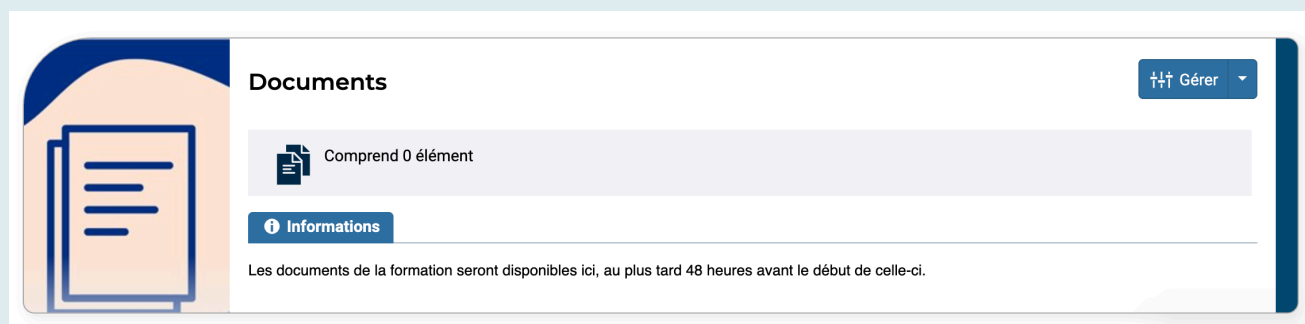 Documents
Gérer
Comprend 0 élément
Informations
Les documents de la formation seront disponibles ici, au plus tard 48 heures avant le début de celle-ci.